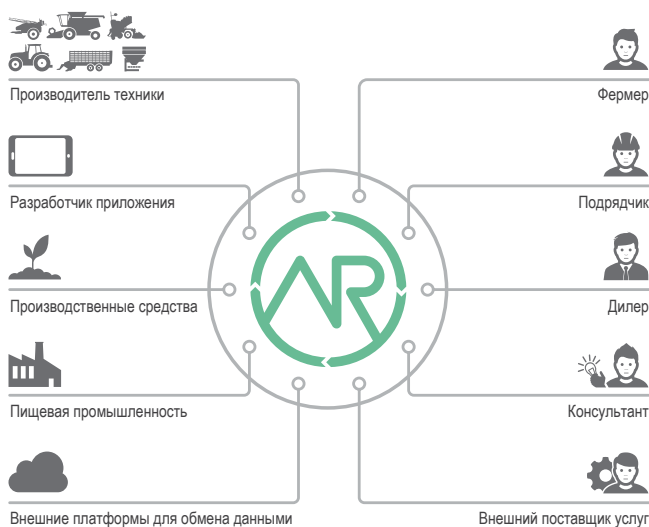 Производитель техники
Фермер
Разработчик приложения
Подрядчик
AR
Производственные средства
Дилер
Пищевая промышленность
Консультант
Внешние платформы для обмена данными
Внешний поставщик услуг